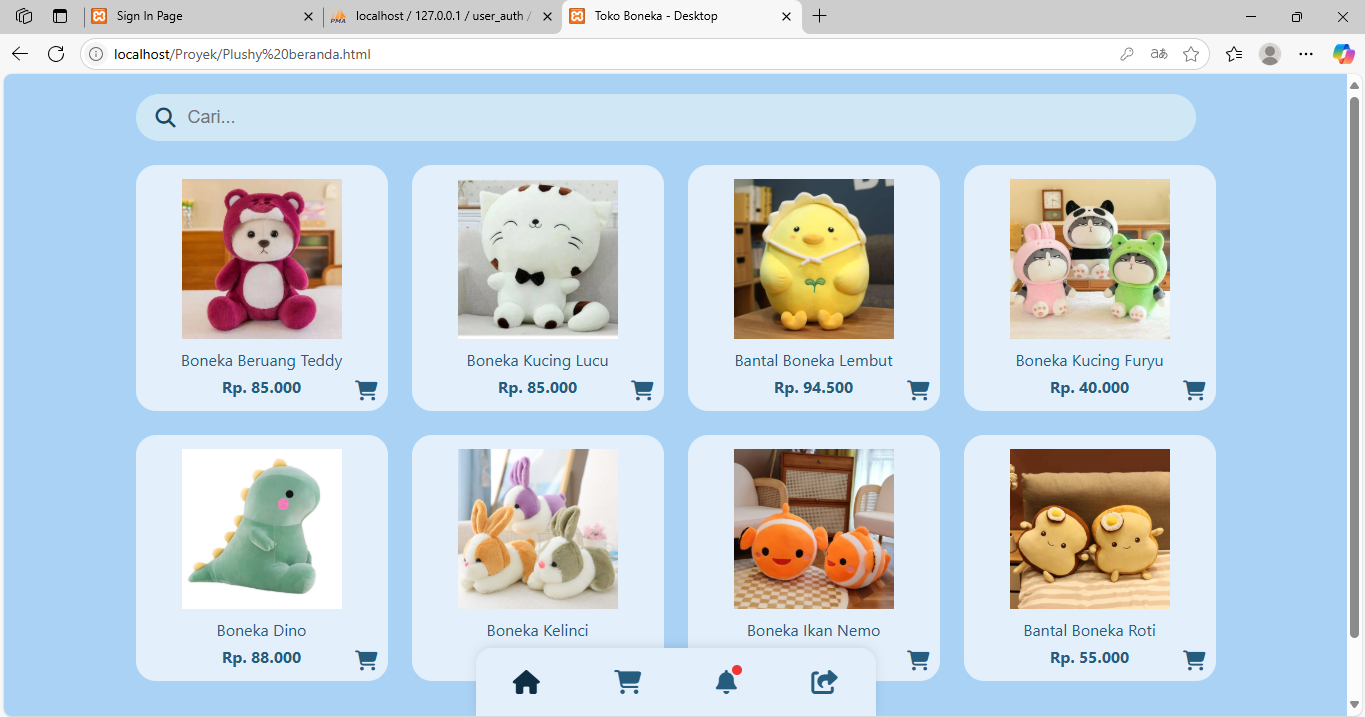 Sign In Page
localhost / 127.0.0.1 / user_auth /
Toko Boneka - Desktop
localhost/Proyek/Plushy%20beranda.html
Cari...
Boneka Beruang Teddy
Rp. 85.000
Boneka Kucing Lucu
Rp. 85.000
Bantal Boneka Lembut
Rp. 94.500
Boneka Kucing Furyu
Rp. 40.000
Boneka Dino
Rp. 88.000
Boneka Kelinci
Boneka Ikan Nemo
Bantal Boneka Roti
Rp. 55.000